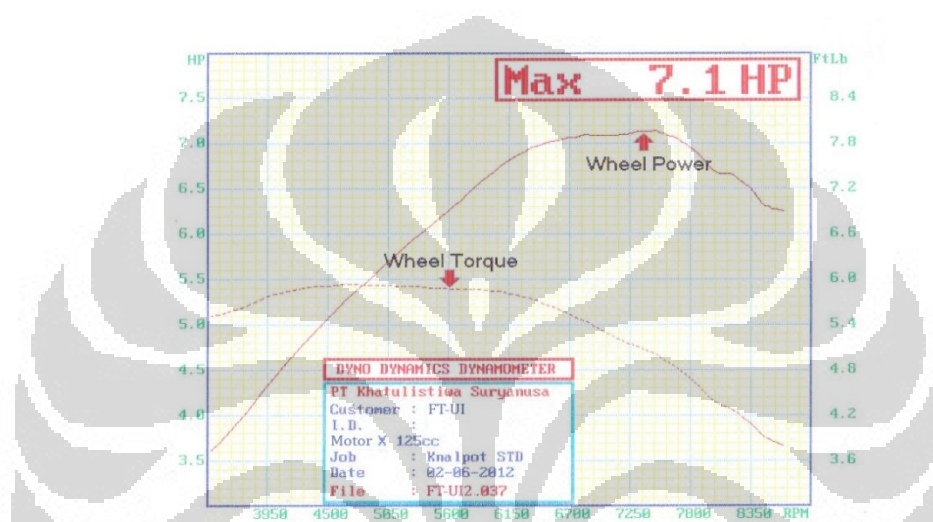 HP
FtLb
Max 7.1 HP
7.5
8.4
7.0
7.8
Wheel Power
6.5
7.2
6.0
6.6
Wheel Torque
5.5
6.0
5.0
5.4
DYNO DYNAMICS DYNAMOMETER
4.5
4.8
PT Khatulistiwa Suryanusa
Customer : FT-UI
4.0
4.2
I.D. :
Motor X 125cc
Job : Knalpot STD
3.5
3.6
Date : 02-06-2012
File : FT-UI2.037
3950 4500 5050 5600 6150 6700 7250 7800 8350 RPM